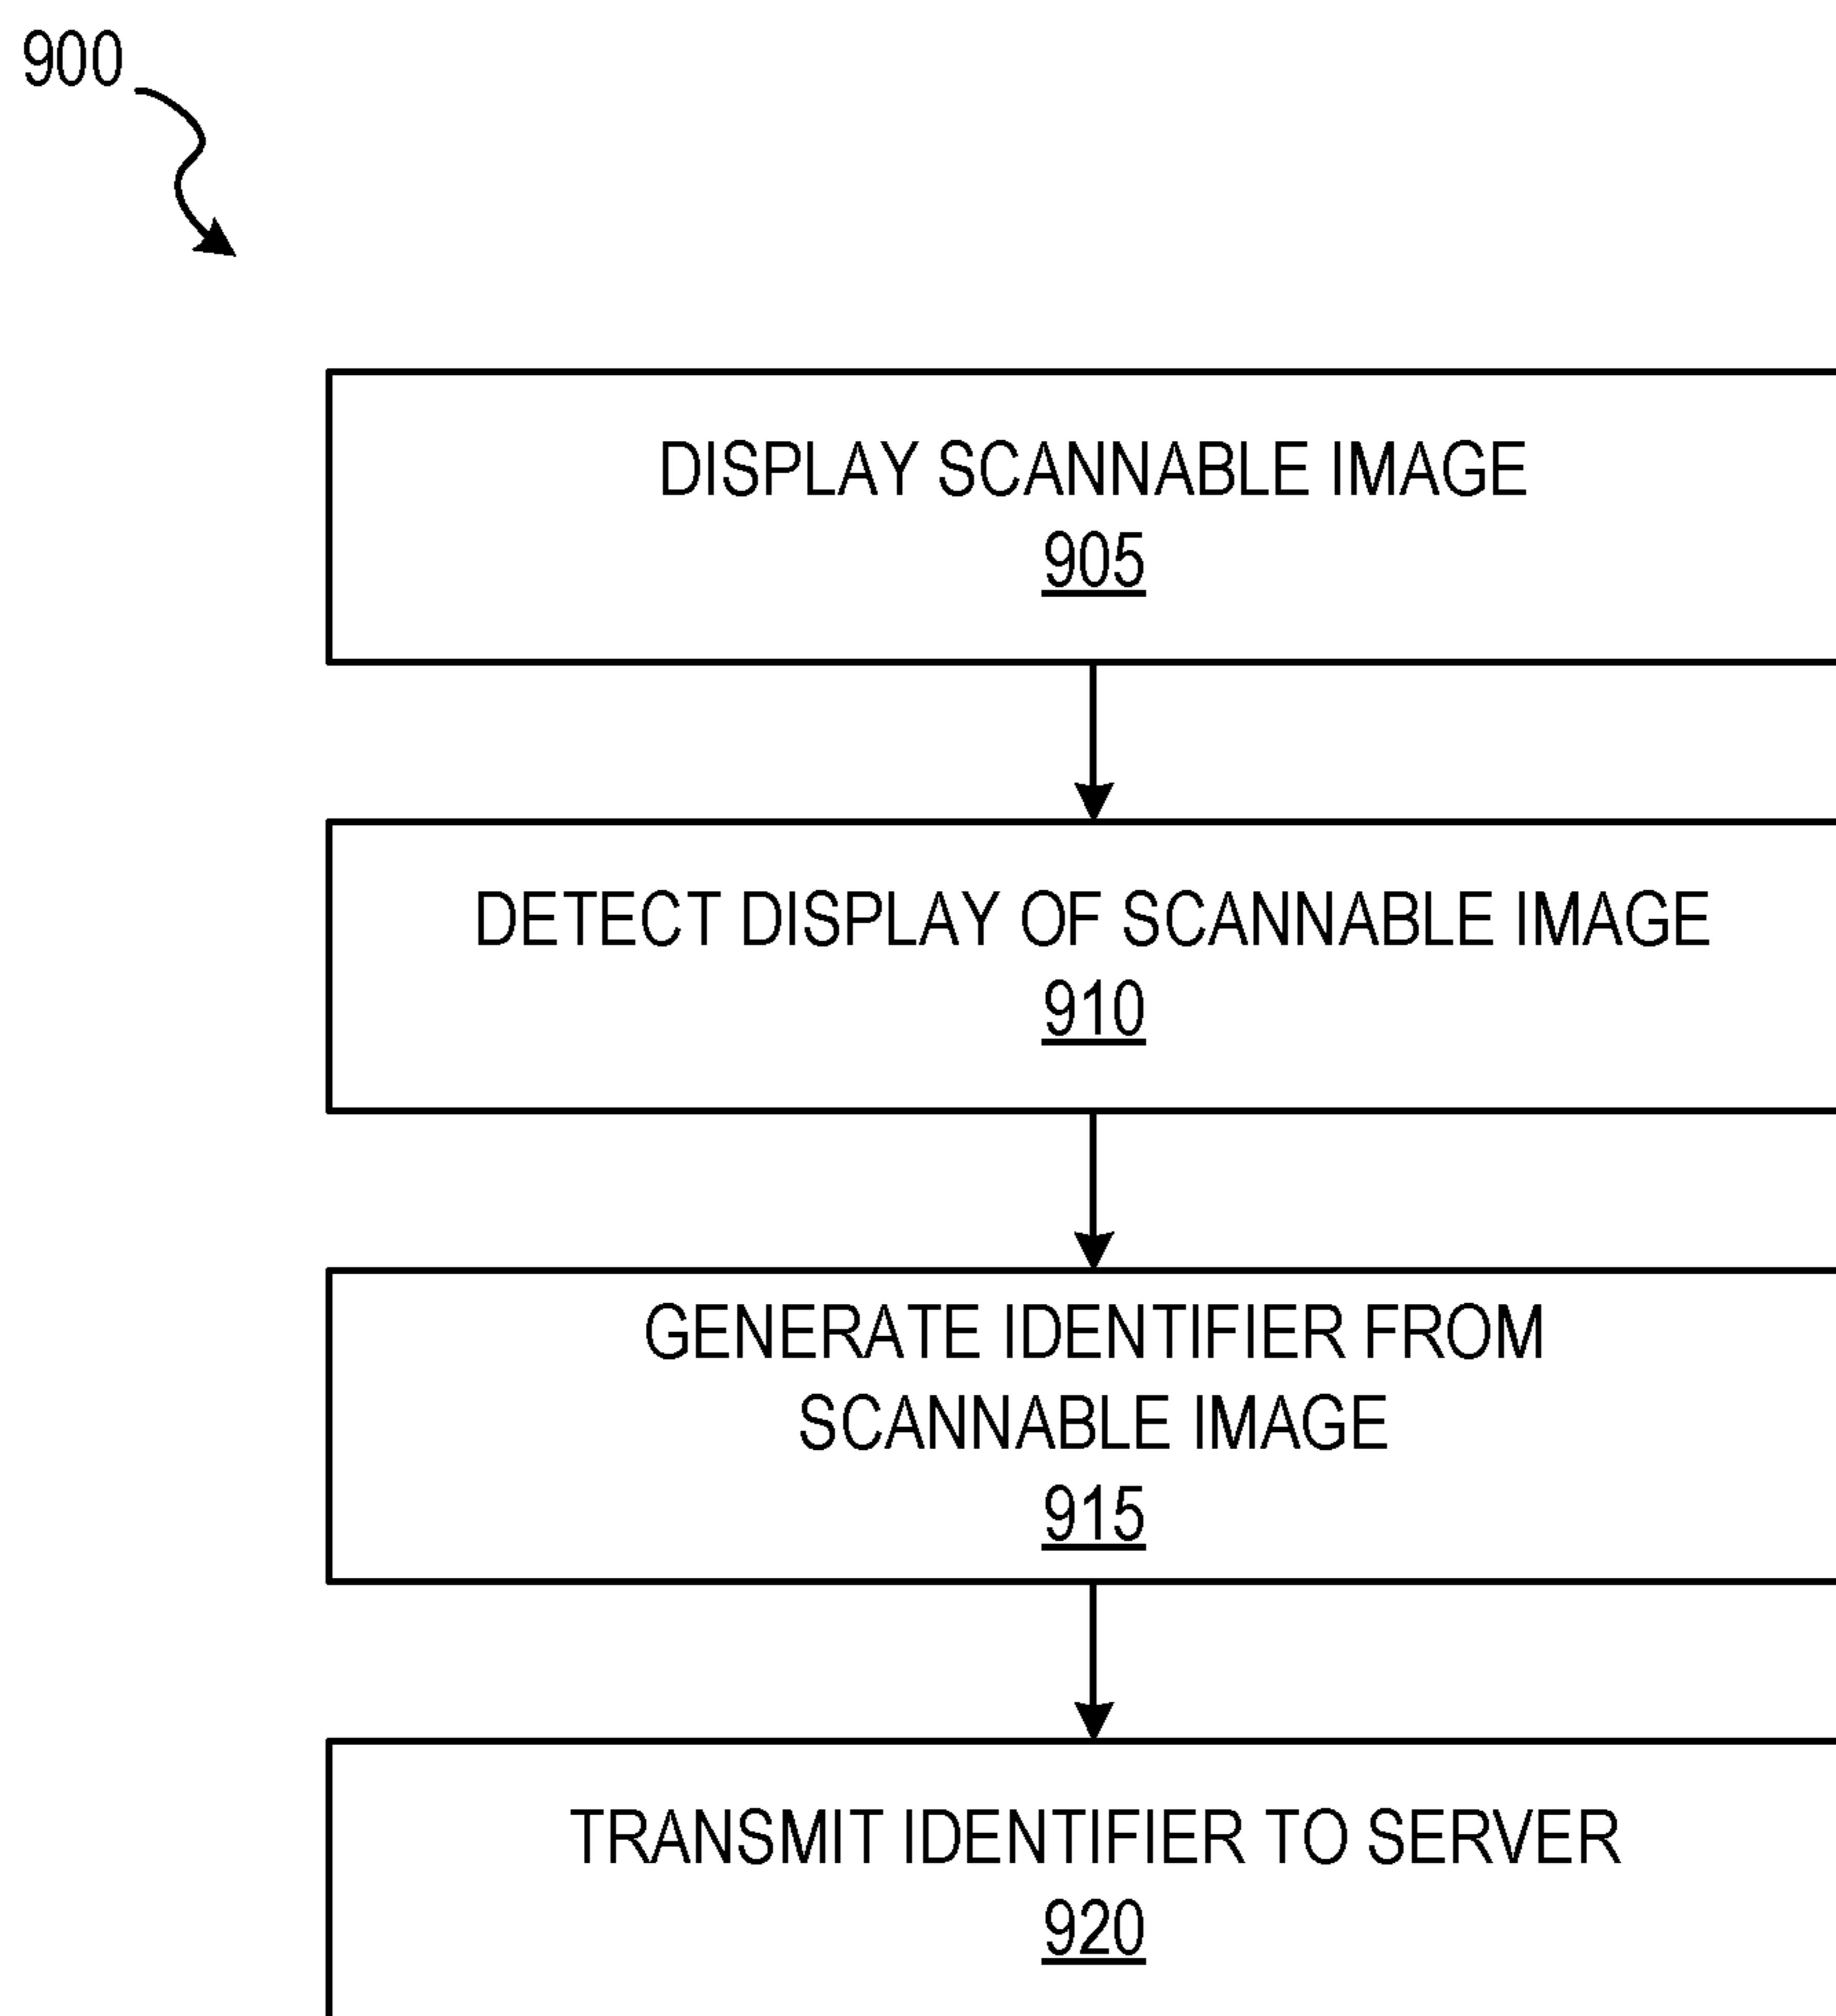 900
DISPLAY SCANNABLE IMAGE
905
DETECT DISPLAY OF SCANNABLE IMAGE
910
GENERATE IDENTIFIER FROM
SCANNABLE IMAGE
915
TRANSMIT IDENTIFIER TO SERVER
920